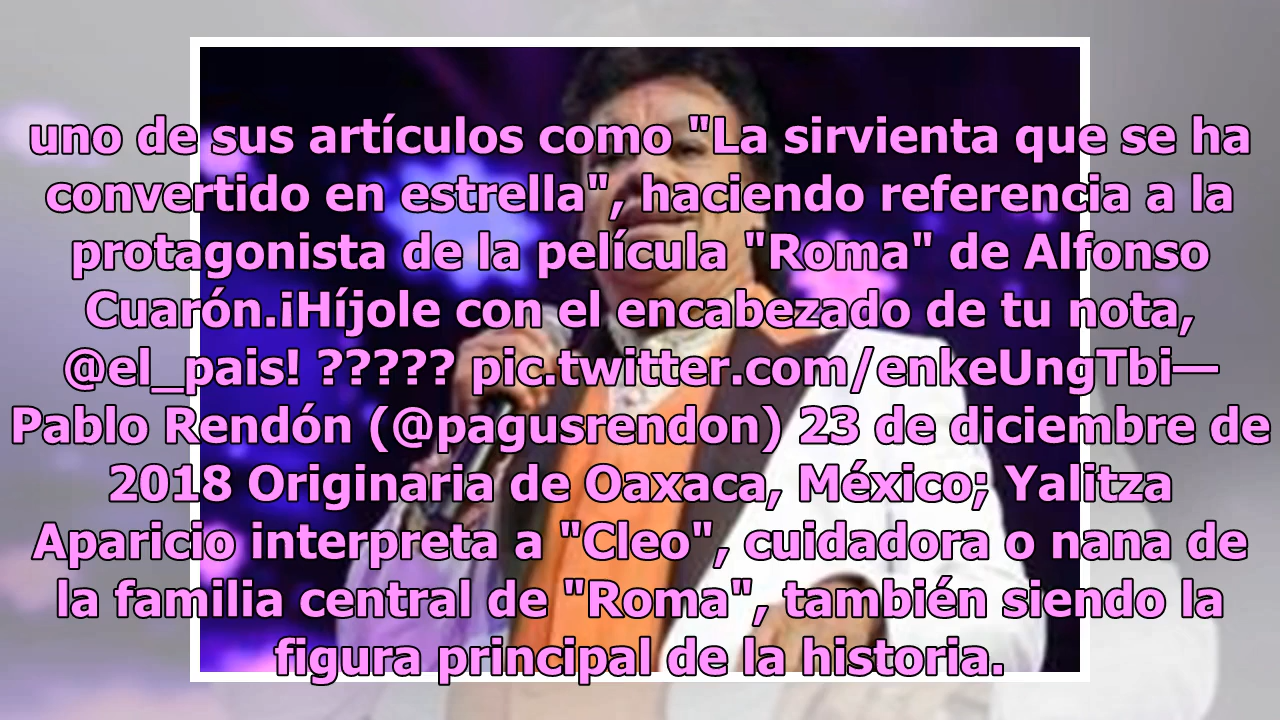 uno de sus artículos como "La sirvienta que se ha
convertido en estrella", haciendo referencia a la
protagonista de la película "Roma" de Alfonso
Cuarón.¡Híjole con el encabezado de tu nota,
@el_pais! ????? pic.twitter.com/enkeUngTbi—
Pablo Rendón (@pagusrendon) 23 de diciembre de
2018 Originaria de Oaxaca, México; Yalitza
Aparicio interpreta a "Cleo", cuidadora o nana de
la familia central de "Roma", también siendo la
figura principal de la historia.